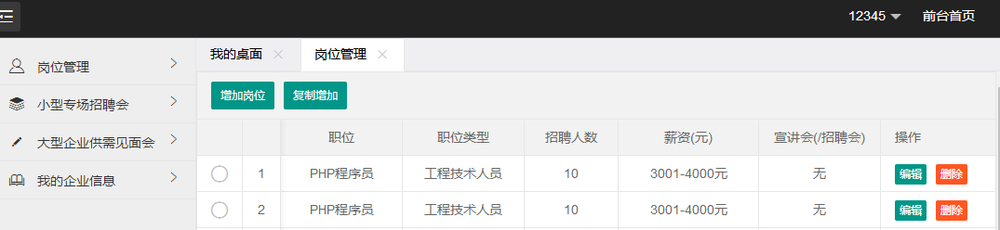 12345 前台首页
岗位管理
小型专场招聘会
大型企业供需见面会
我的企业信息
我的桌面 岗位管理
增加岗位 复制增加
职位 职位类型 招聘人数 薪资(元) 宣讲会(/招聘会) 操作
1 PHP程序员 工程技术人员 10 3001-4000元 无 编辑 删除
2 PHP程序员 工程技术人员 10 3001-4000元 无 编辑 删除